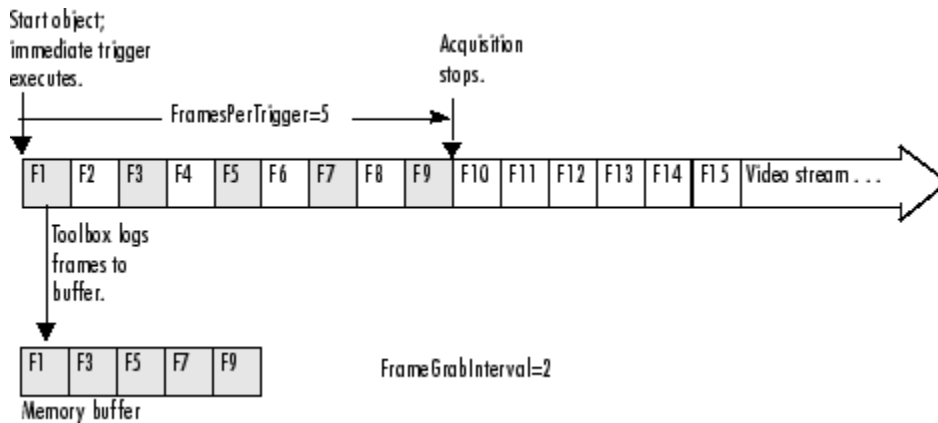 Start object;
immediate trigger
executes.
Acquisition
stops.
FramesPerTrigger=5
F1 F2 F3 F4 F5 F6 F7 F8 F9 F10 F11 F12 F13 F14 F15 Video stream . . .
Toolbox logs
frames to
buffer.
F1 F3 F5 F7 F9
FrameGrabInterval=2
Memory buffer